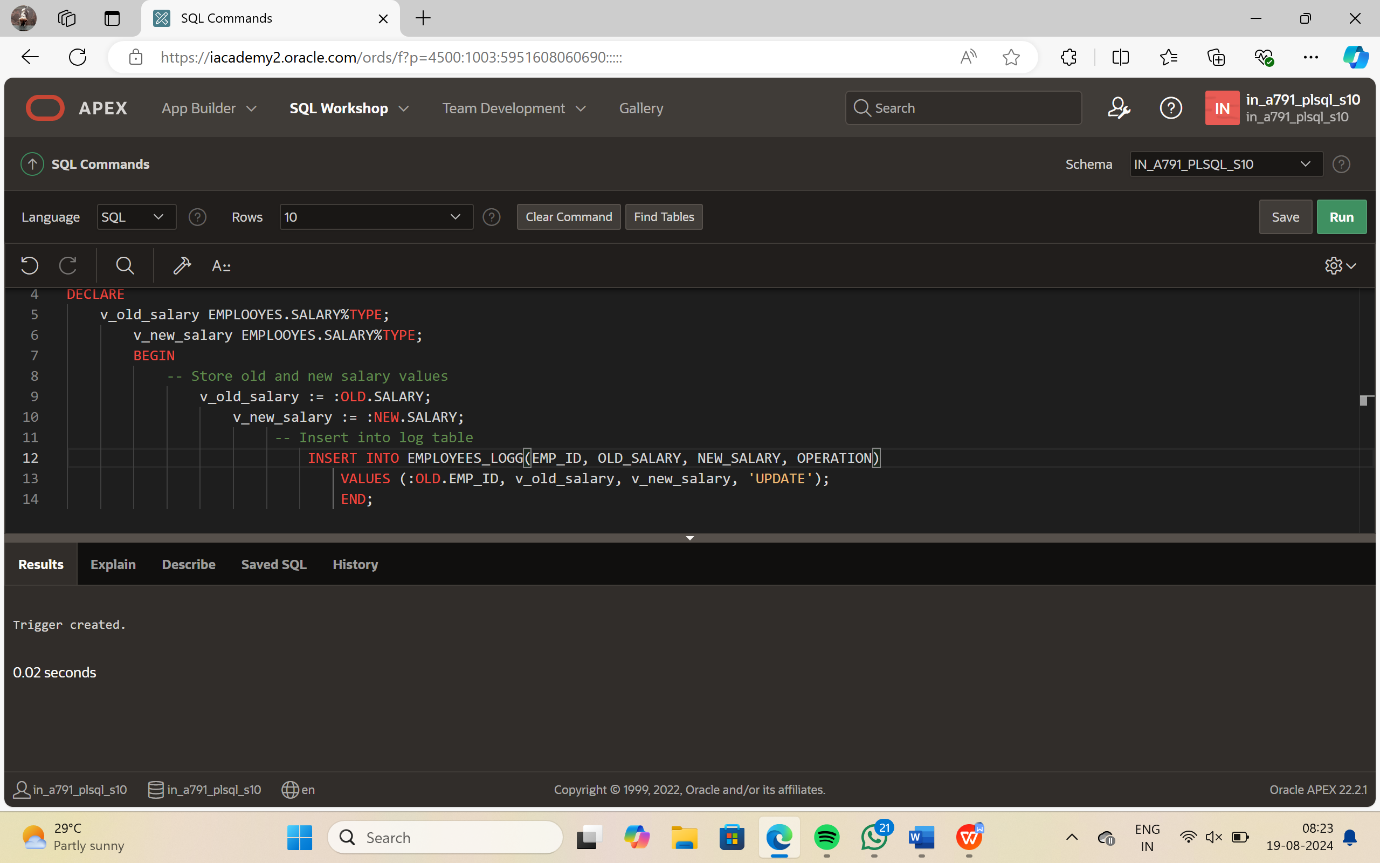 SQL Commands
https://iacademy2.oracle.com/ords/f?p=4500:1003:5951608060690:::::
APEX App Builder SQL Workshop Team Development Gallery Search IN in_a791_plsql_s10
in_a791_plsql_s10
SQL Commands Schema IN_A791_PLSQL_S10
Language SQL Rows 10 Clear Command Find Tables Save Run
A::
4 DECLARE
5 v_old_salary EMPLOOYES.SALARY%TYPE;
6 v_new_salary EMPLOOYES.SALARY%TYPE;
7 BEGIN
8 -- Store old and new salary values
9 v_old_salary := :OLD.SALARY;
10 v_new_salary := :NEW.SALARY;
11 -- Insert into log table
12 INSERT INTO EMPLOYEES_LOGG(EMP_ID, OLD_SALARY, NEW_SALARY, OPERATION)
13 VALUES (:OLD.EMP_ID, v_old_salary, v_new_salary, 'UPDATE');
14 END;
Results Explain Describe Saved SQL History
Trigger created.
0.02 seconds
in_a791_plsql_s10 in_a791_plsql_s10 en Copyright © 1999, 2022, Oracle and/or its affiliates. Oracle APEX 22.2.1
29°C
Partly sunny
Search
21
ENG
IN
08:23
19-08-2024